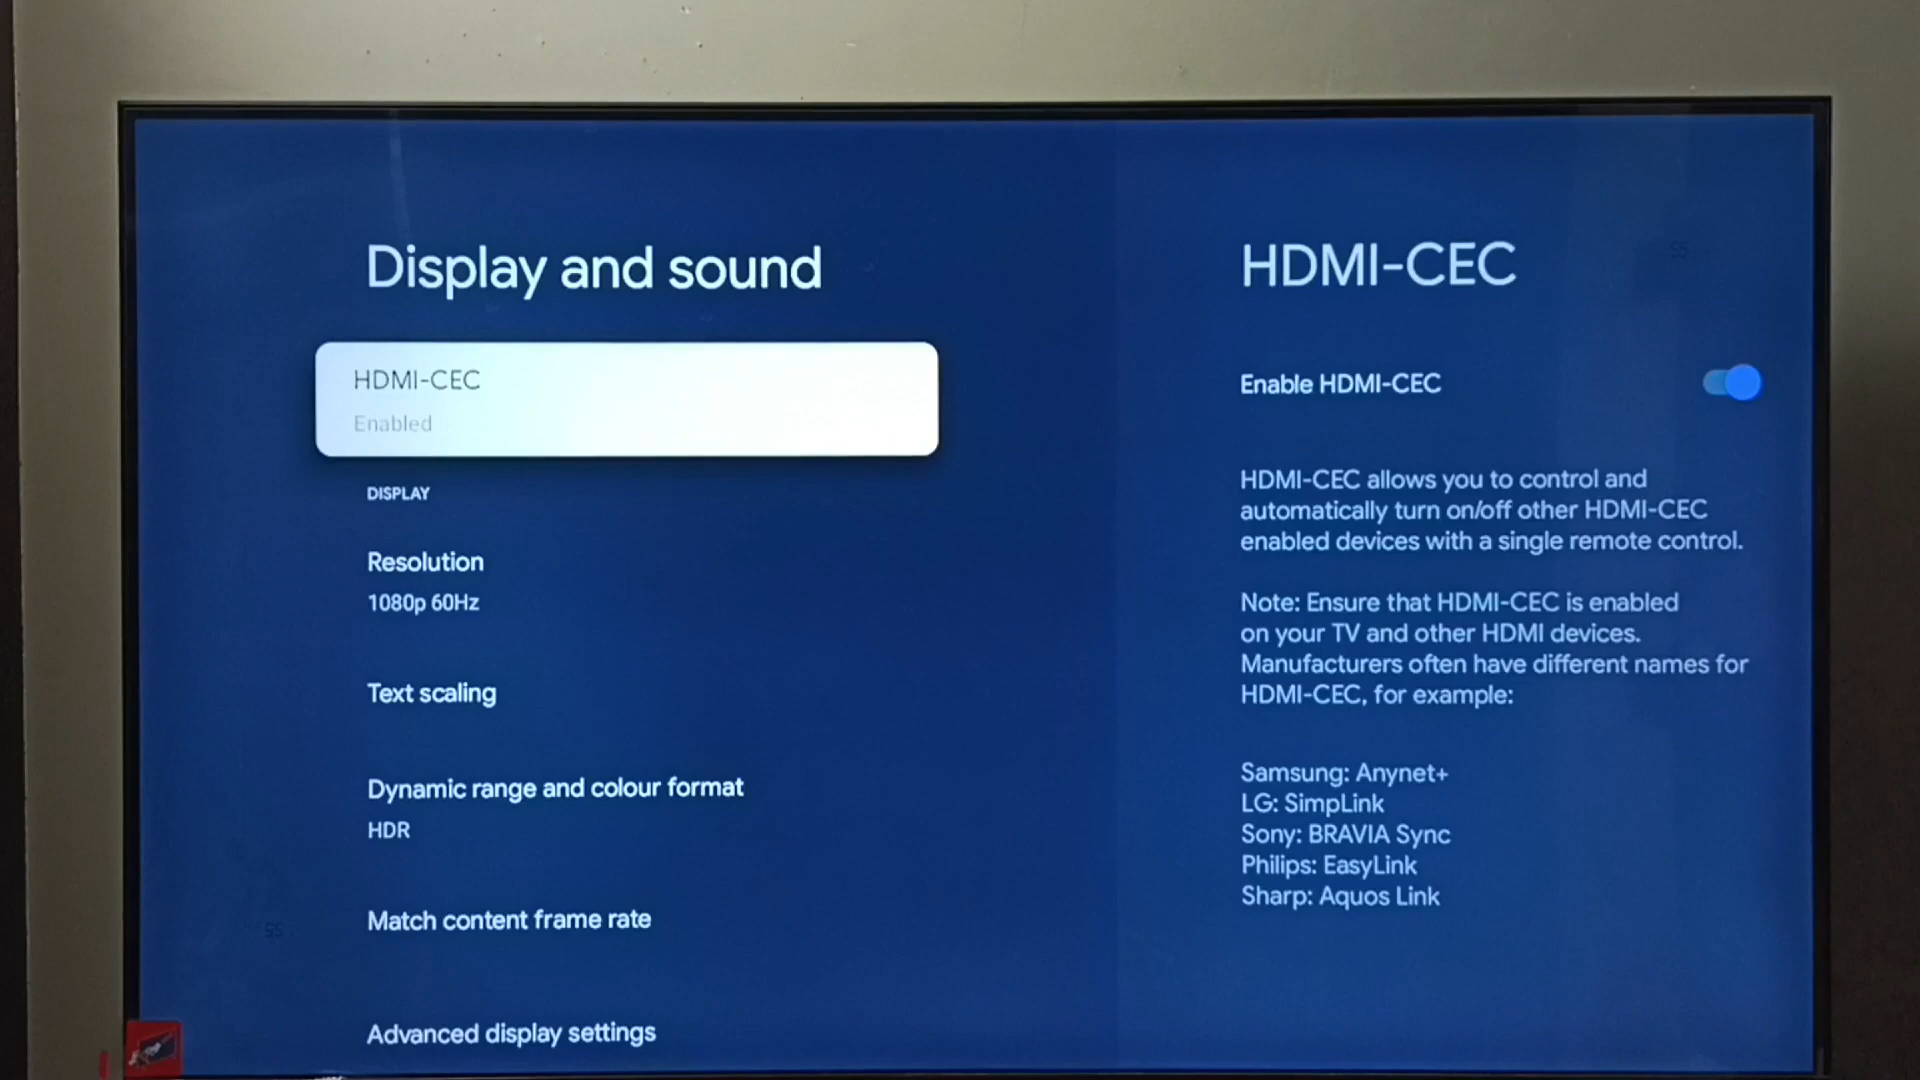 Display and sound
HDMI-CEC
Enabled
DISPLAY
Resolution
1080p 60Hz
Text scaling
Dynamic range and colour format
HDR
Match content frame rate
Advanced display settings
HDMI-CEC
Enable HDMI-CEC
HDMI-CEC allows you to control and
automatically turn on/off other HDMI-CEC
enabled devices with a single remote control.
Note: Ensure that HDMI-CEC is enabled
on your TV and other HDMI devices.
Manufacturers often have different names for
HDMI-CEC, for example:
Samsung: Anynet+
LG: SimpLink
Sony: BRAVIA Sync
Philips: EasyLink
Sharp: Aquos Link